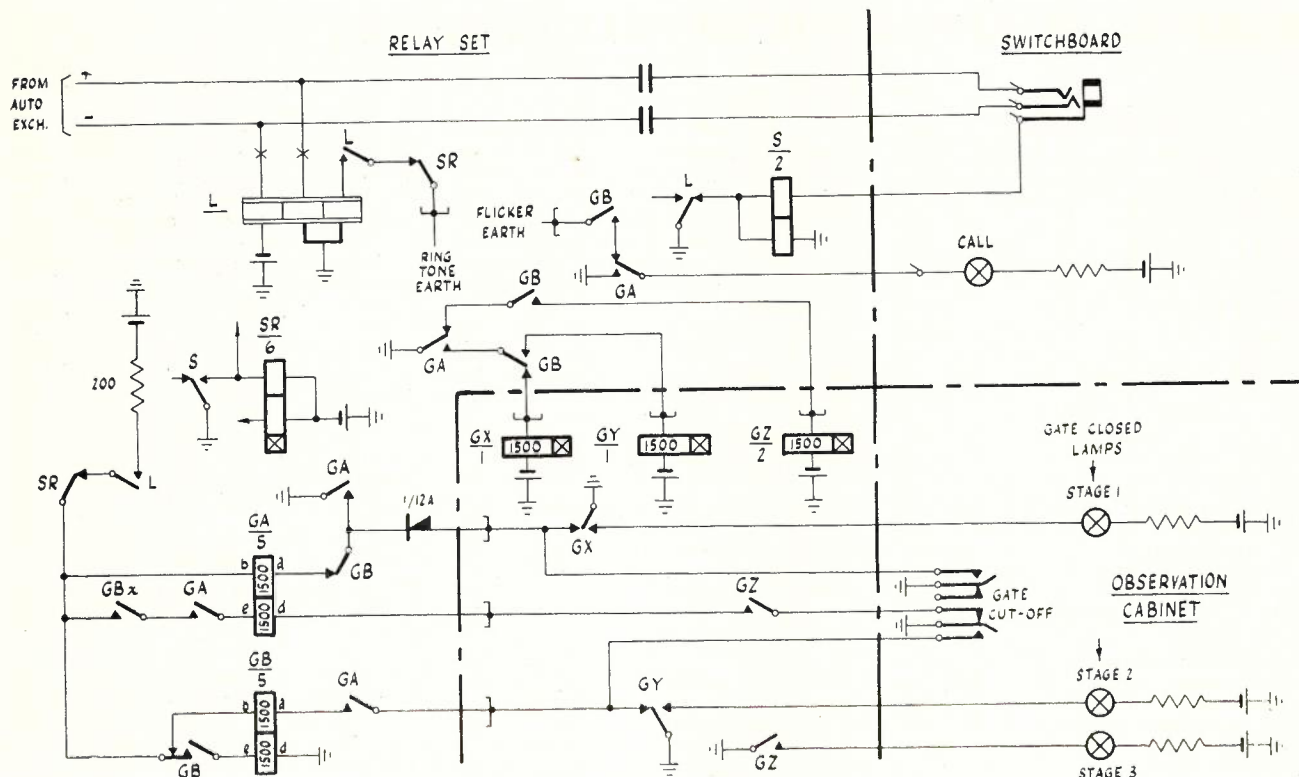 RELAY SET
SWITCHBOARD
FROM
AUTO
EXCH.
+
-
L
SR
S
2
L
GB
L
FLICKER
EARTH
CALL
RING
TONE
EARTH
GA
GB
SR
6
GA
GB
S
200
GX
1
1500
GY
1
1500
GZ
2
1500
GATE CLOSED
LAMPS
STAGE 1
SR
L
GA
1/12A
GX
GA
5
b
1500
a
GB
GBx
GA
e
1500
d
GZ
GATE
CUT-OFF
OBSERVATION
CABINET
GB
5
GA
GY
STAGE 2
b
1500
a
GB
e
1500
d
GZ
STAGE 3